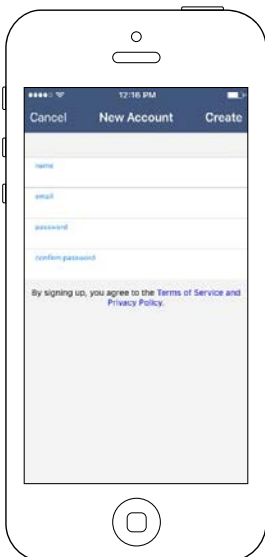 12:16 PM
Cancel New Account Create
name
email
password
confirm password
By signing up, you agree to the Terms of Service and
Privacy Policy.